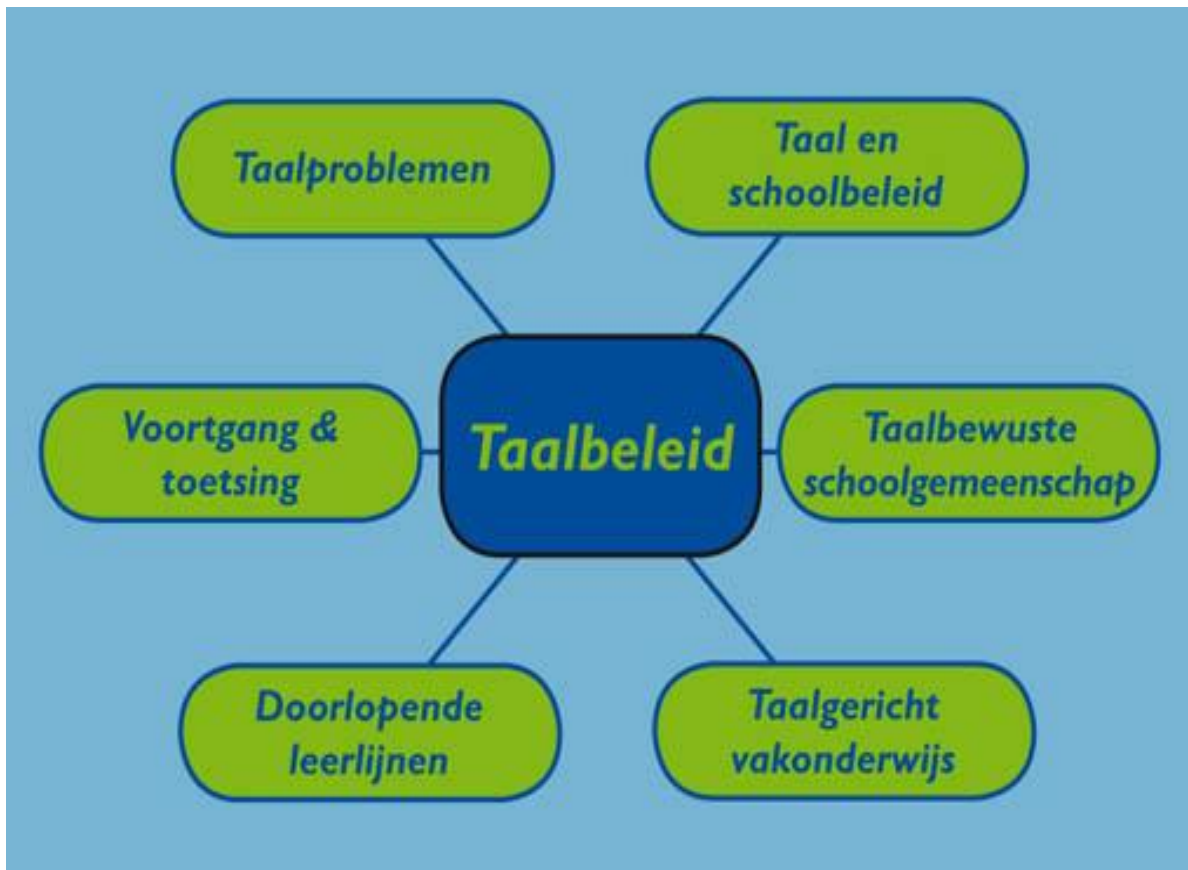 Taalproblemen
Taal en
schoolbeleid
Voortgang &
toetsing
Taalbeleid
Taalbewuste
schoolgemeenschap
Doorlopende
leerlijnen
Taalgericht
vakonderwijs